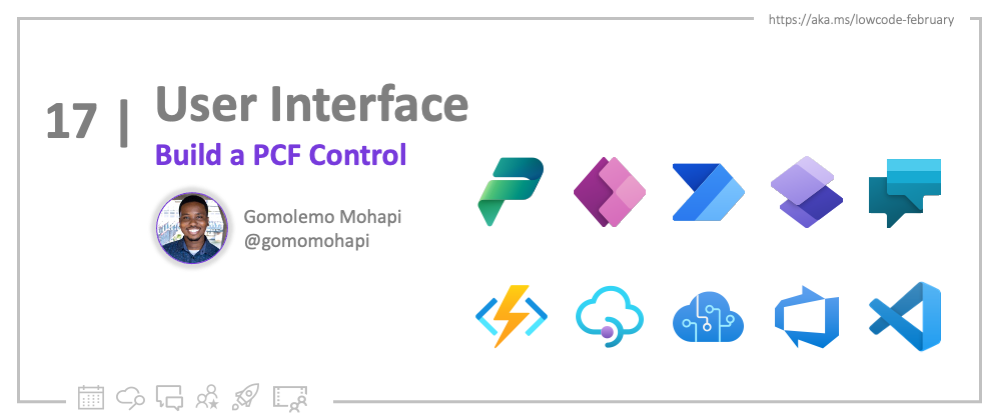 https://aka.ms/lowcode-february
17 |
User Interface
Build a PCF Control
Gomolemo Mohapi
@gomomohapi